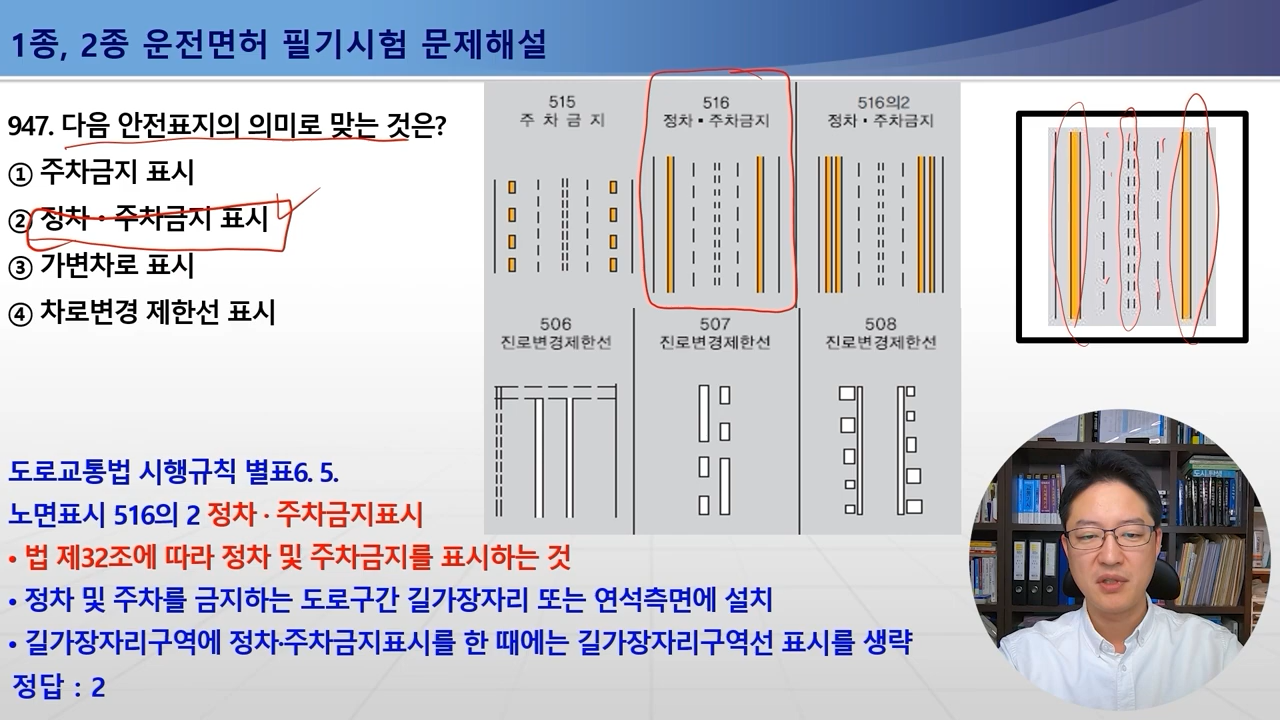 1종, 2종 운전면허 필기시험 문제해설
947. 다음 안전표지의 의미로 맞는 것은?
① 주차금지 표시
② 정차·주차금지 표시
③ 가변차로 표시
④ 차로변경 제한선 표시
515
주 차 금 지
516
정차▪주차금지
516의2
정차▪주차금지
506
진로변경제한선
507
진로변경제한선
508
진로변경제한선
도로교통법 시행규칙 별표6. 5.
노면표시 516의 2 정차 · 주차금지표시
• 법 제32조에 따라 정차 및 주차금지를 표시하는 것
• 정차 및 주차를 금지하는 도로구간 길가장자리 또는 연석측면에 설치
• 길가장자리구역에 정차·주차금지표시를 한 때에는 길가장자리구역선 표시를 생략
정답 : 2